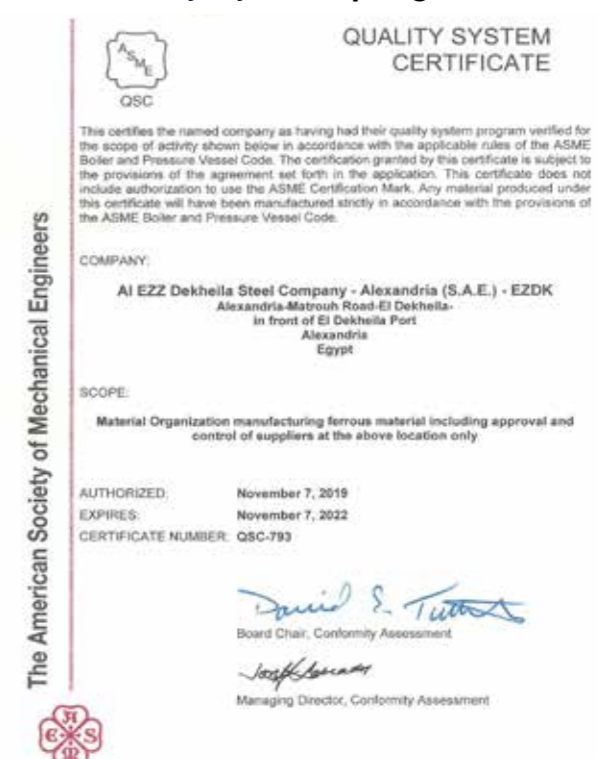 QUALITY SYSTEM
CERTIFICATE
ASME
QSC
This certifies the named company as having had their quality system program verified for
the scope of activity shown below in accordance with the applicable rules of the ASME
Boiler and Pressure Vessel Code. The certification granted by this certificate is subject to
the provisions of the agreement set forth in the application. This certificate does not
include authorization to use the ASME Certification Mark. Any material produced under
this certificate will have been manufactured strictly in accordance with the provisions of
the ASME Boiler and Pressure Vessel Code.
COMPANY:
Al EZZ Dekheila Steel Company - Alexandria (S.A.E.) - EZDK
Alexandria-Matrouh Road-El Dekheila-
in front of El Dekheila Port
Alexandria
Egypt
SCOPE:
Material Organization manufacturing ferrous material including approval and
control of suppliers at the above location only
AUTHORIZED: November 7, 2019
EXPIRES: November 7, 2022
CERTIFICATE NUMBER: QSC-793
Board Chair, Conformity Assessment
Managing Director, Conformity Assessment
The American Society of Mechanical Engineers